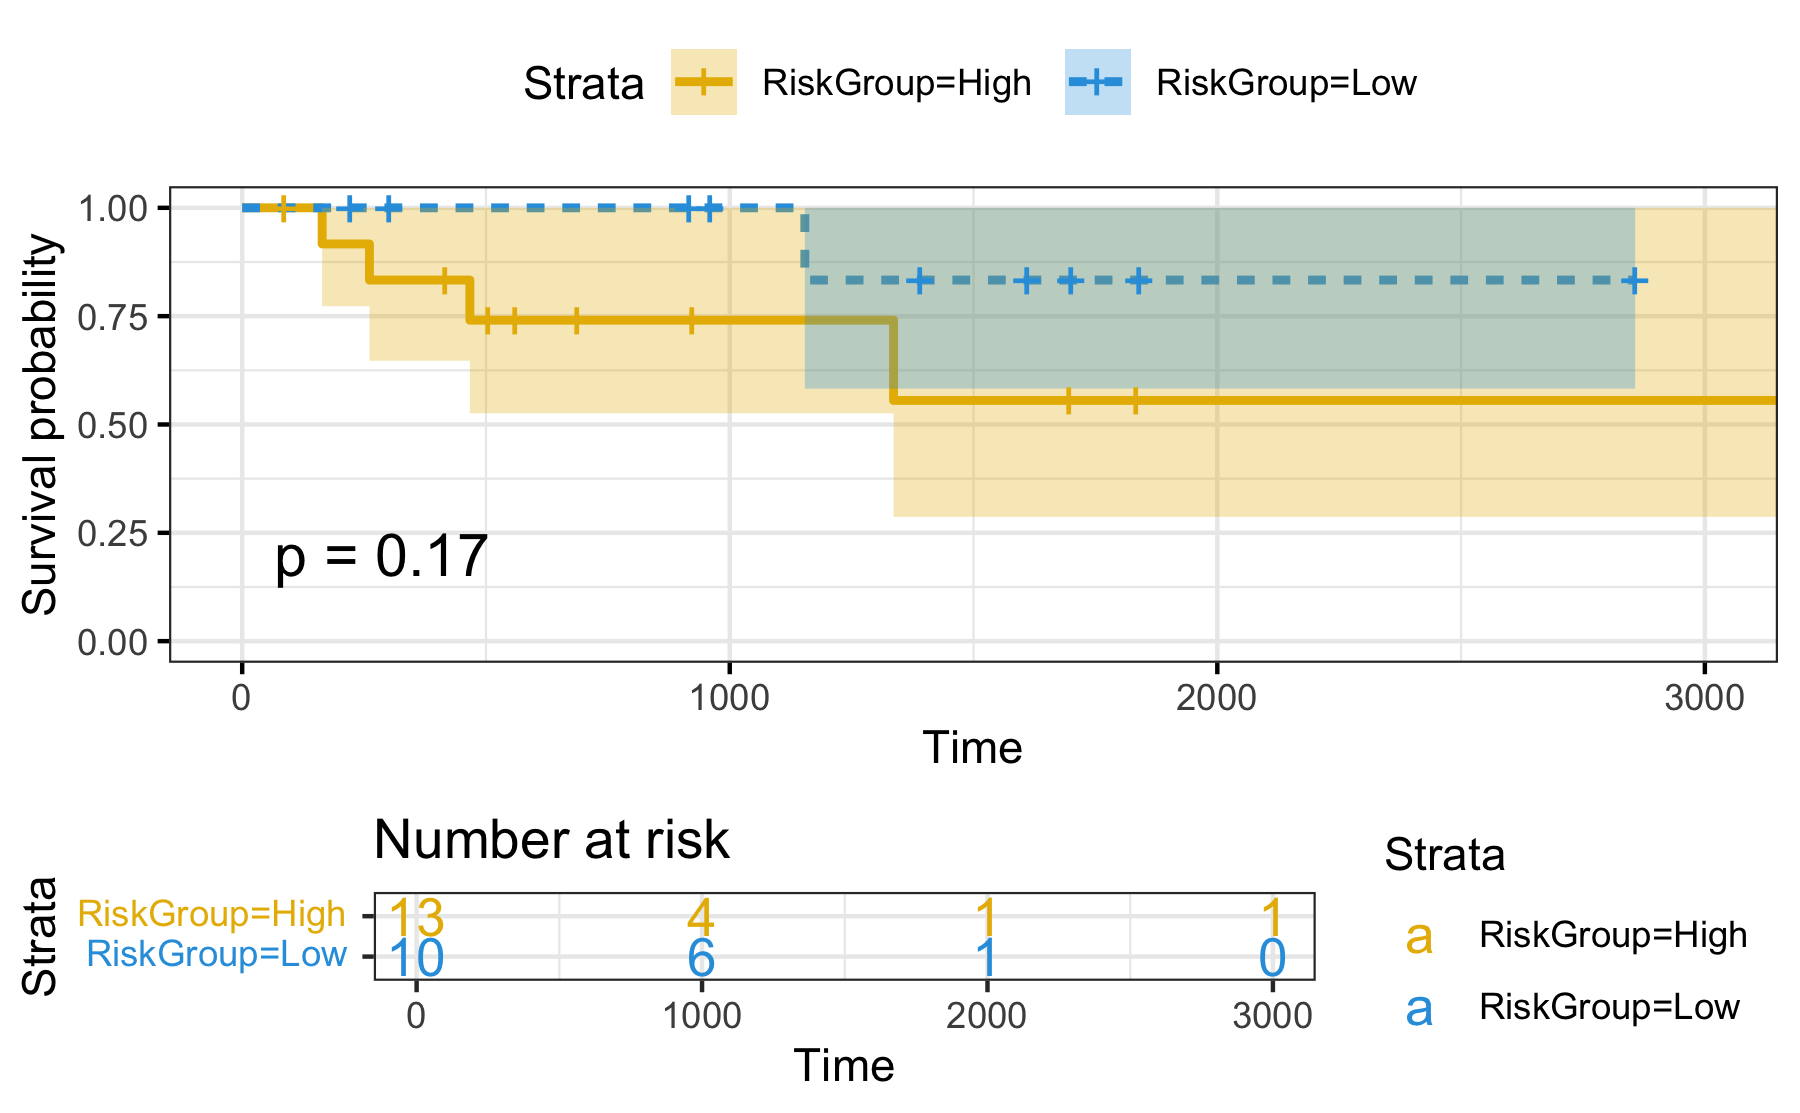 Strata RiskGroup=High RiskGroup=Low
Survival probability
1.00
0.75
0.50
0.25
0.00
p = 0.17
0 1000 2000 3000
Time
Number at risk
Strata
RiskGroup=High 13 4 1 1
RiskGroup=Low 10 6 1 0
0 1000 2000 3000
Time
Strata
a RiskGroup=High
a RiskGroup=Low